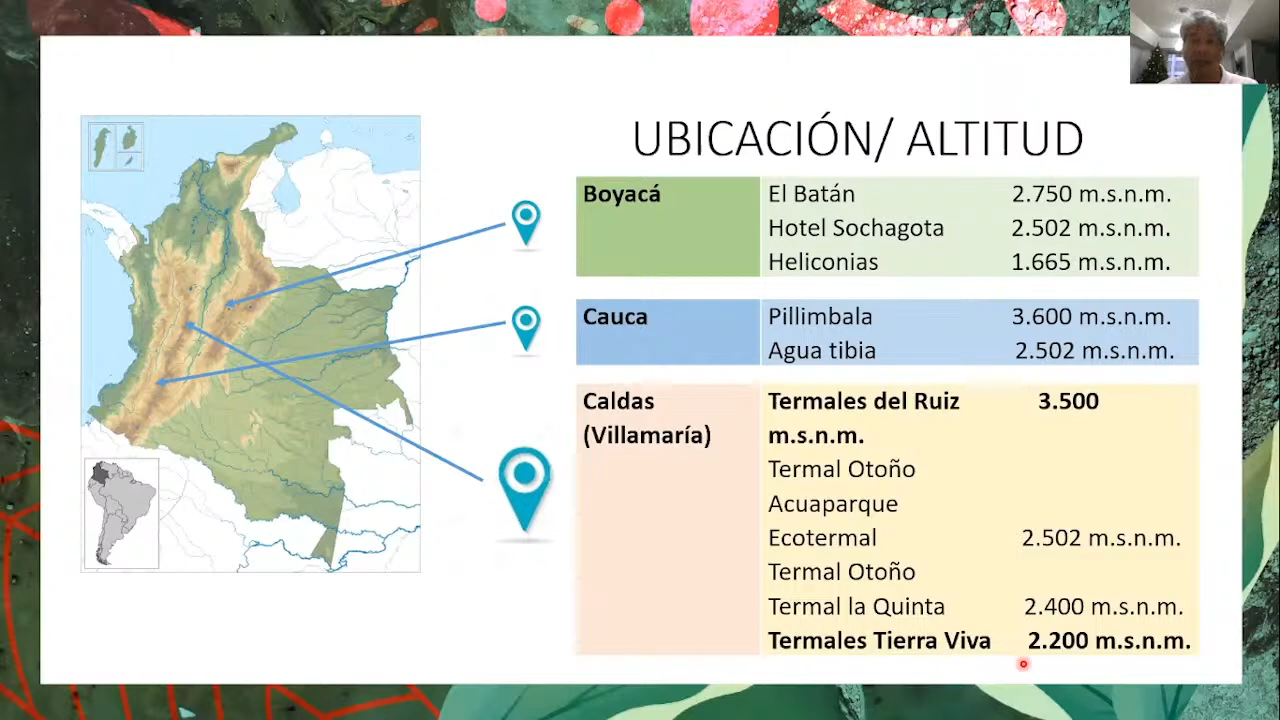 UBICACIÓN/ ALTITUD
Boyacá
El Batán 2.750 m.s.n.m.
Hotel Sochagota 2.502 m.s.n.m.
Heliconias 1.665 m.s.n.m.
Cauca
Pillimbala 3.600 m.s.n.m.
Agua tibia 2.502 m.s.n.m.
Caldas
(Villamaría)
Termales del Ruiz 3.500
m.s.n.m.
Termal Otoño
Acuaparque
Ecotermal 2.502 m.s.n.m.
Termal Otoño
Termal la Quinta 2.400 m.s.n.m.
Termales Tierra Viva 2.200 m.s.n.m.